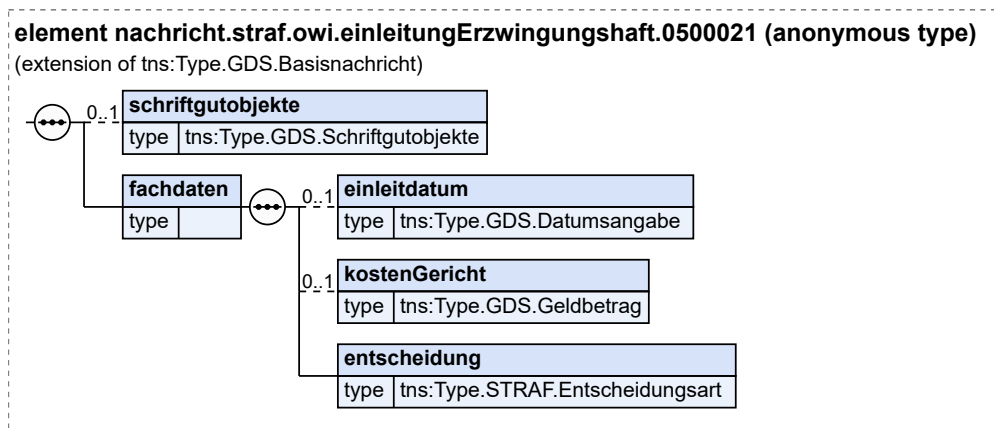 element nachricht.straf.owi.einleitungErzwingungshaft.0500021 (anonymous type)
(extension of tns:Type.GDS.Basisnachricht)
0..1
schriftgutobjekte
type tns:Type.GDS.Schriftgutobjekte
fachdaten
type
0..1
einleitdatum
type tns:Type.GDS.Datumsangabe
0..1
kostenGericht
type tns:Type.GDS.Geldbetrag
entscheidung
type tns:Type.STRAF.Entscheidungsart